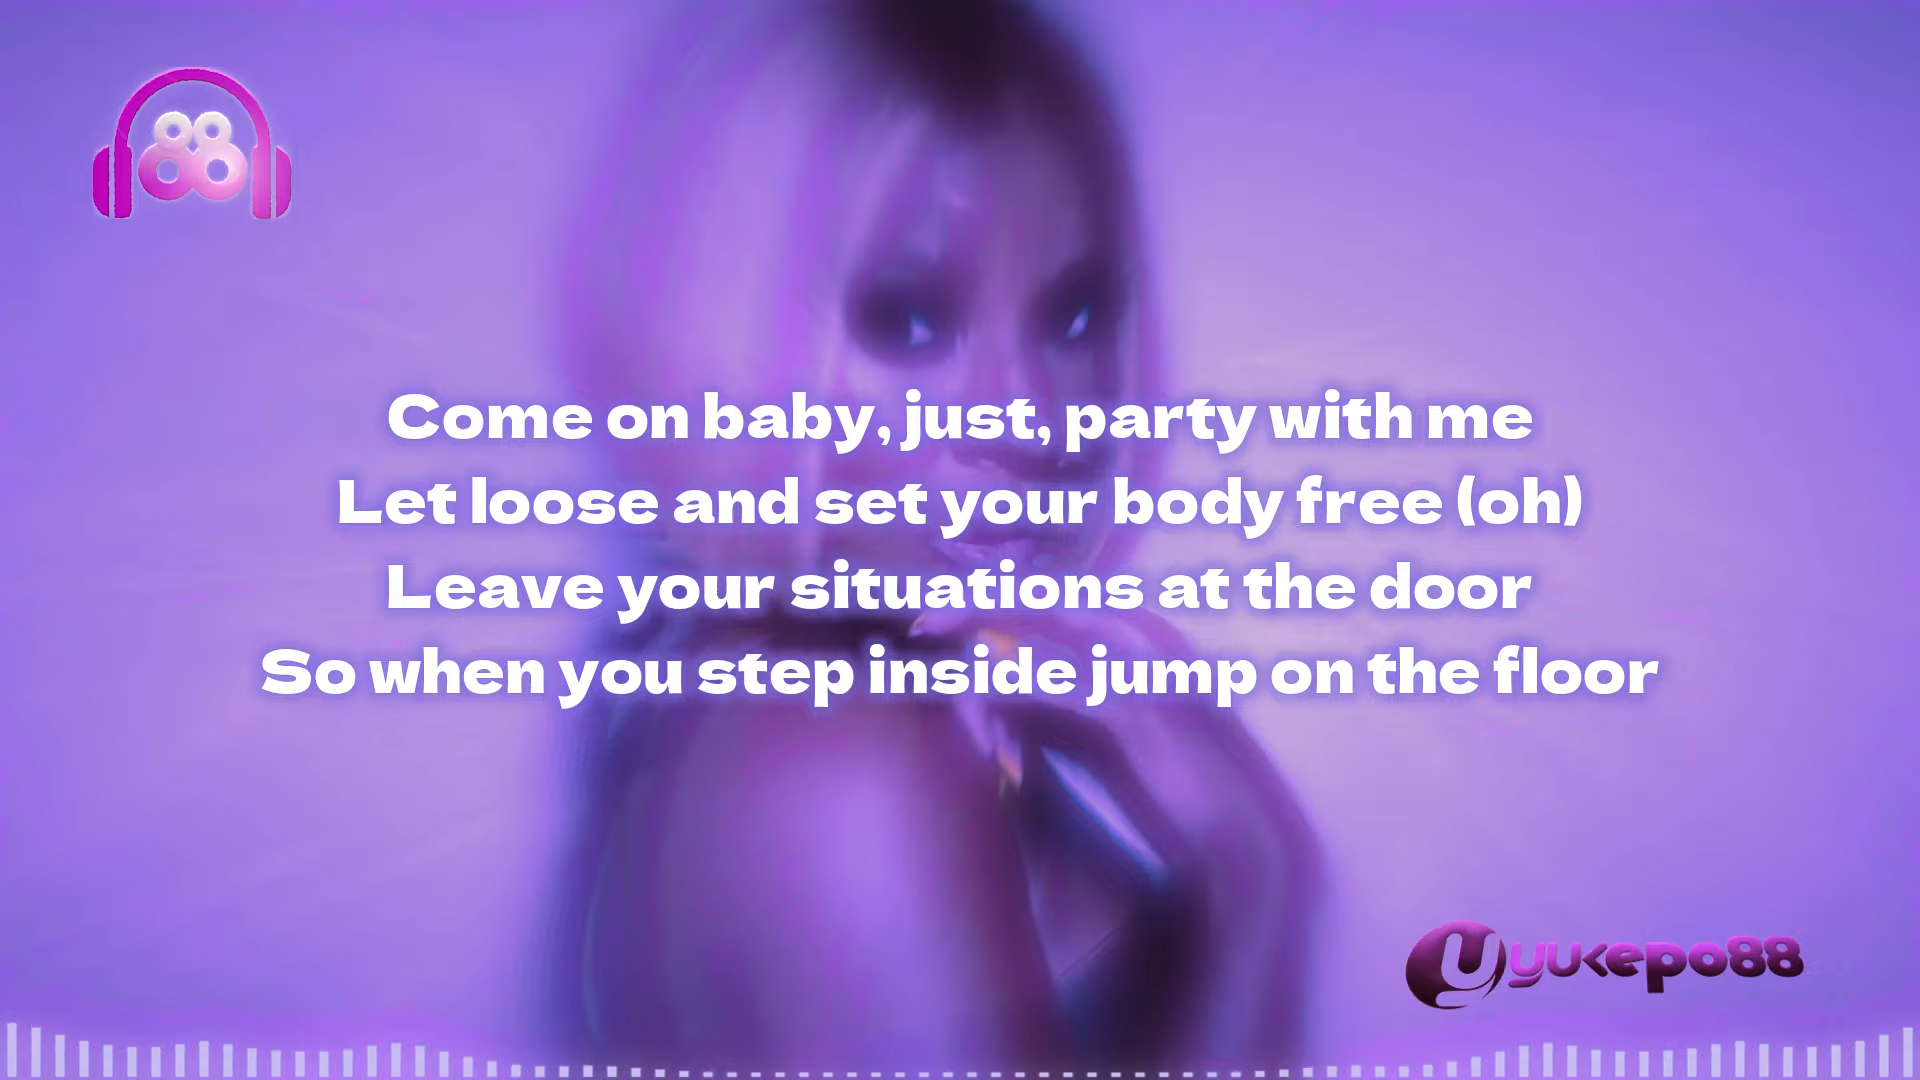 88
Come on baby, just, party with me
Let loose and set your body free (oh)
Leave your situations at the door
So when you step inside jump on the floor
yukepo88